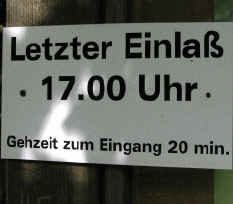 Letzter Einlaß
17.00 Uhr
Gehzeit zum Eingang 20 min.